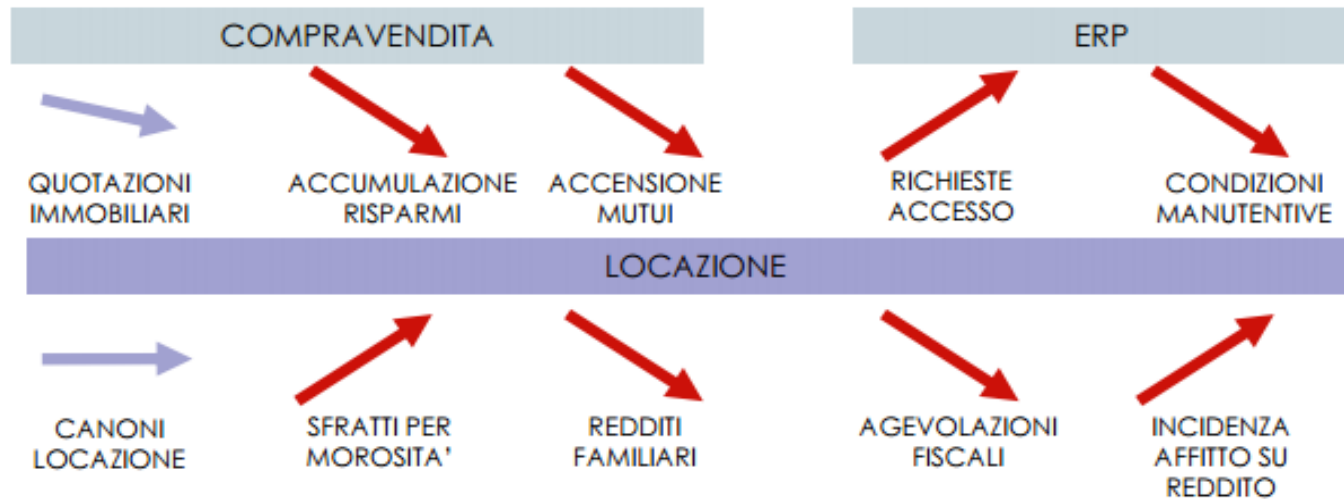 COMPRAVENDITA
ERP
QUOTAZIONI
IMMOBILIARI
ACCUMULAZIONE
RISPARMI
ACCENSIONE
MUTUI
RICHIESTE
ACCESSO
CONDIZIONI
MANUTENTIVE
LOCAZIONE
CANONI
LOCAZIONE
SFRATTI PER
MOROSITA'
REDDITI
FAMILIARI
AGEVOLAZIONI
FISCALI
INCIDENZA
AFFITTO SU
REDDITO